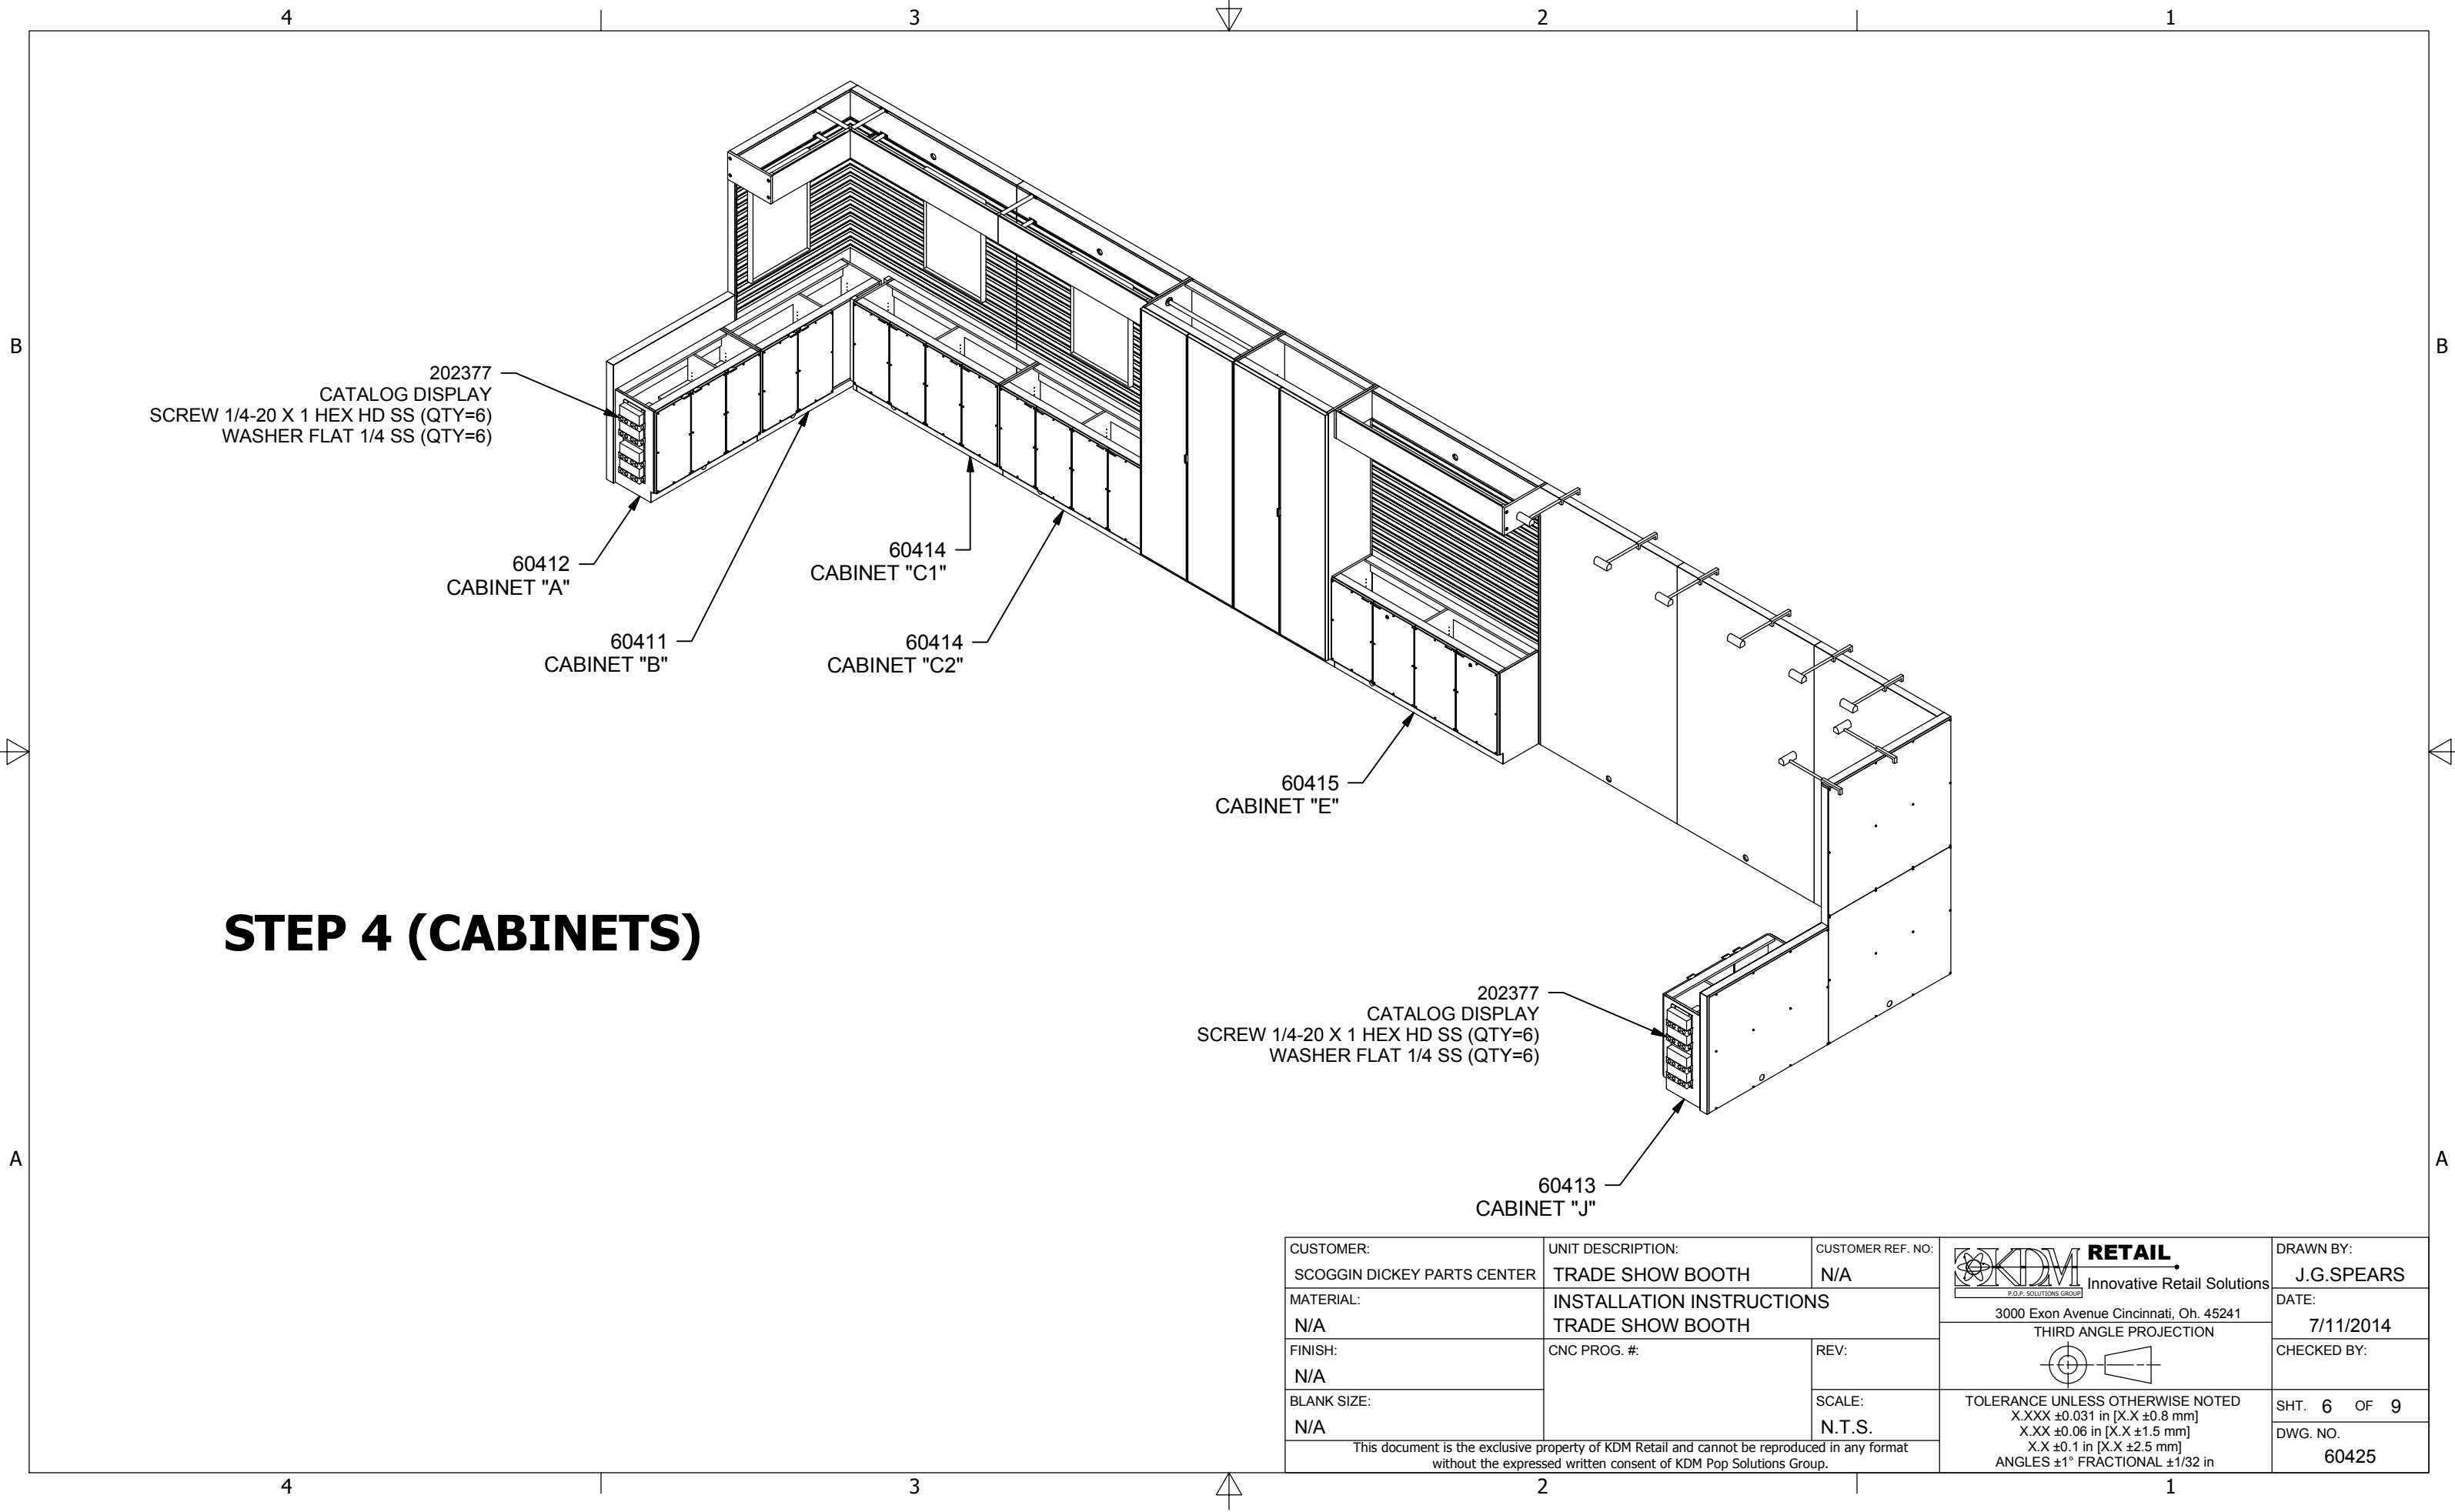 4 3 2 1
B B
202377
CATALOG DISPLAY
SCREW 1/4-20 X 1 HEX HD SS (QTY=6)
WASHER FLAT 1/4 SS (QTY=6)
60412
CABINET "A"
60411
CABINET "B"
60414
CABINET "C1"
60414
CABINET "C2"
60415
CABINET "E"
STEP 4 (CABINETS)
202377
CATALOG DISPLAY
SCREW 1/4-20 X 1 HEX HD SS (QTY=6)
WASHER FLAT 1/4 SS (QTY=6)
60413
CABINET "J"
A A
CUSTOMER:
SCOGGIN DICKEY PARTS CENTER
UNIT DESCRIPTION:
TRADE SHOW BOOTH
CUSTOMER REF. NO:
N/A
MATERIAL:
N/A
INSTALLATION INSTRUCTIONS
TRADE SHOW BOOTH
FINISH:
N/A
CNC PROG. #:
REV:
BLANK SIZE:
N/A
SCALE:
N.T.S.
This document is the exclusive property of KDM Retail and cannot be reproduced in any format
without the expressed written consent of KDM Pop Solutions Group.
KDM RETAIL
P.O.P. SOLUTIONS GROUP
Innovative Retail Solutions
3000 Exon Avenue Cincinnati, Oh. 45241
THIRD ANGLE PROJECTION
TOLERANCE UNLESS OTHERWISE NOTED
X.XXX ±0.031 in [X.X ±0.8 mm]
X.XX ±0.06 in [X.X ±1.5 mm]
X.X ±0.1 in [X.X ±2.5 mm]
ANGLES ±1° FRACTIONAL ±1/32 in
DRAWN BY:
J.G.SPEARS
DATE:
7/11/2014
CHECKED BY:
SHT. 6 OF 9
DWG. NO.
60425
4 3 2 1